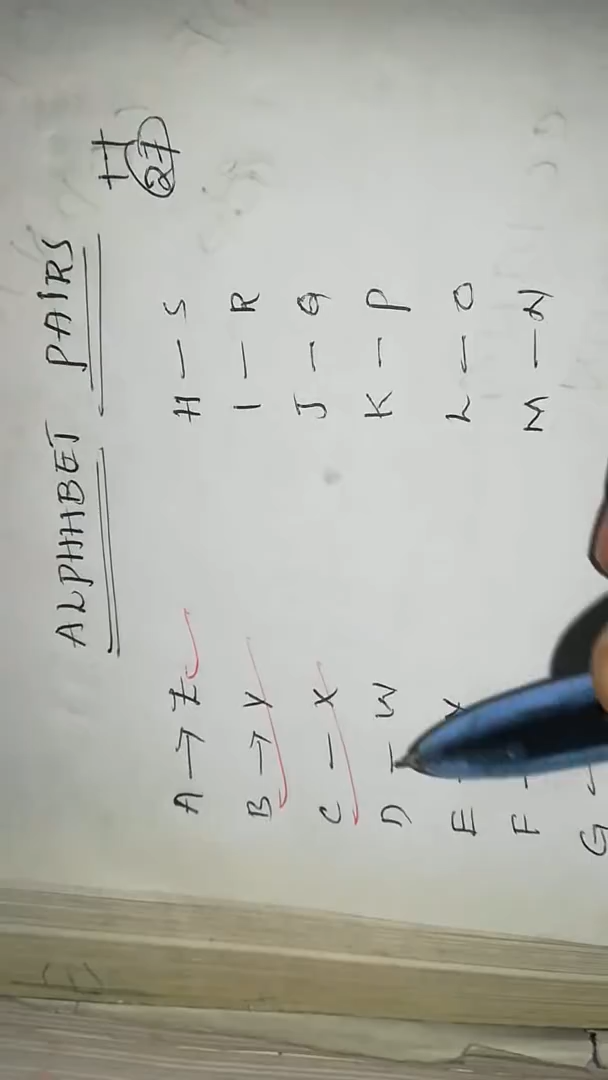 ALPHABET PAIRS
H
27
A → Z
B → Y
C — X
D — W
E
F -
G -
H — S
I — R
J — Q
K — P
L — O
M — N